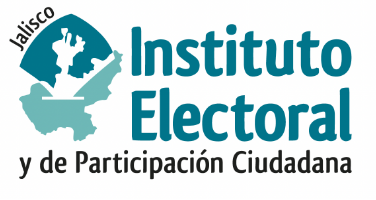 Jalisco
Instituto
Electoral
y de Participación Ciudadana